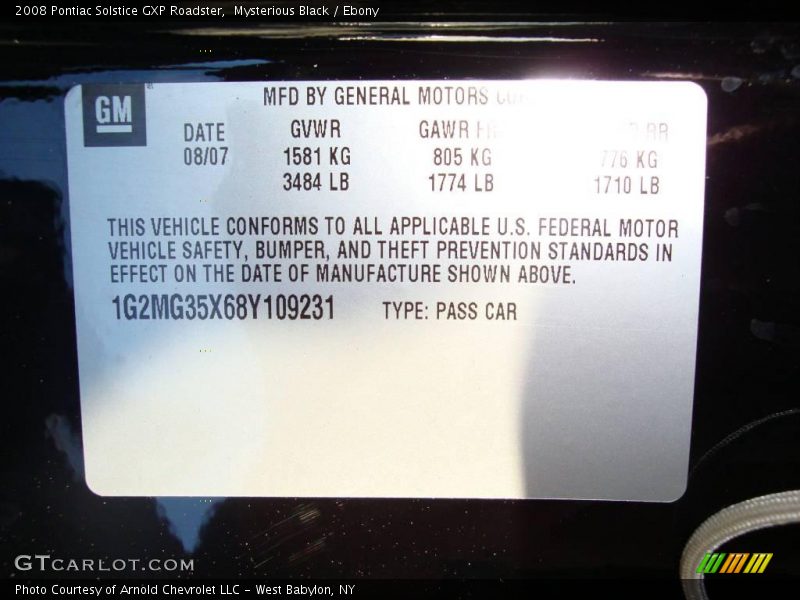 2008 Pontiac Solstice GXP Roadster,  Mysterious Black / Ebony
GM
MFD BY GENERAL MOTORS
DATE GVWR GAWR RR
08/07 1581 KG 805 KG 776 KG
3484 LB 1774 LB 1710 LB
THIS VEHICLE CONFORMS TO ALL APPLICABLE U.S. FEDERAL MOTOR
VEHICLE SAFETY, BUMPER, AND THEFT PREVENTION STANDARDS IN
EFFECT ON THE DATE OF MANUFACTURE SHOWN ABOVE.
1G2MG35X68Y109231 TYPE: PASS CAR
GTCARLOT.COM
Photo Courtesy of Arnold Chevrolet LLC - West Babylon, NY